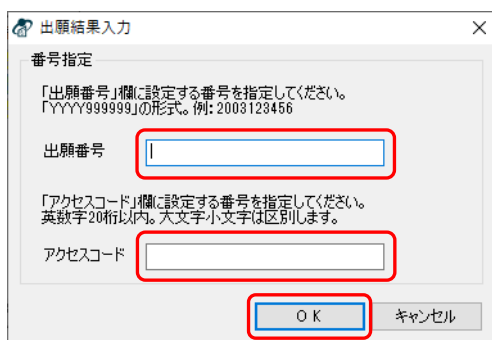 出願結果入力
番号指定
「出願番号」欄に設定する番号を指定してください。
「YYYY999999」の形式。例：2003123456
出願番号
「アクセスコード」欄に設定する番号を指定してください。
英数字20桁以内。大文字小文字は区別します。
アクセスコード
OK
キャンセル